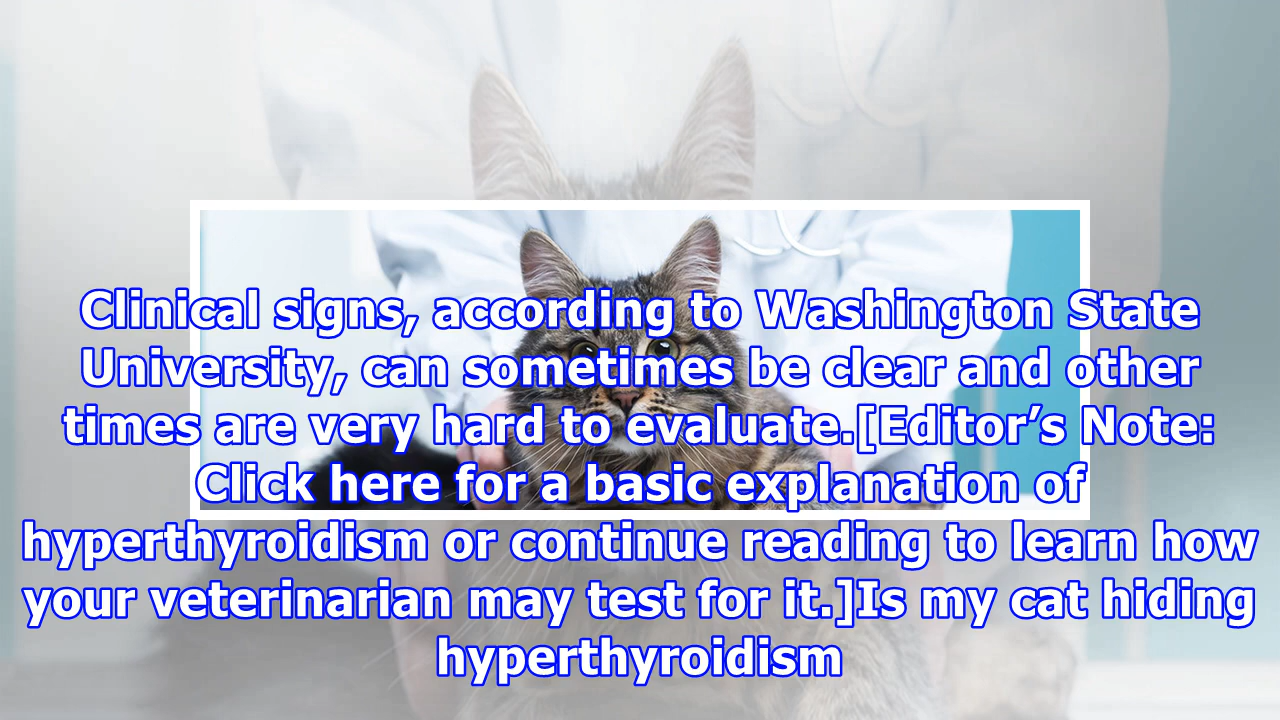 Clinical signs, according to Washington State
University, can sometimes be clear and other
times are very hard to evaluate.[Editor’s Note:
Click here for a basic explanation of
hyperthyroidism or continue reading to learn how
your veterinarian may test for it.]Is my cat hiding
hyperthyroidism